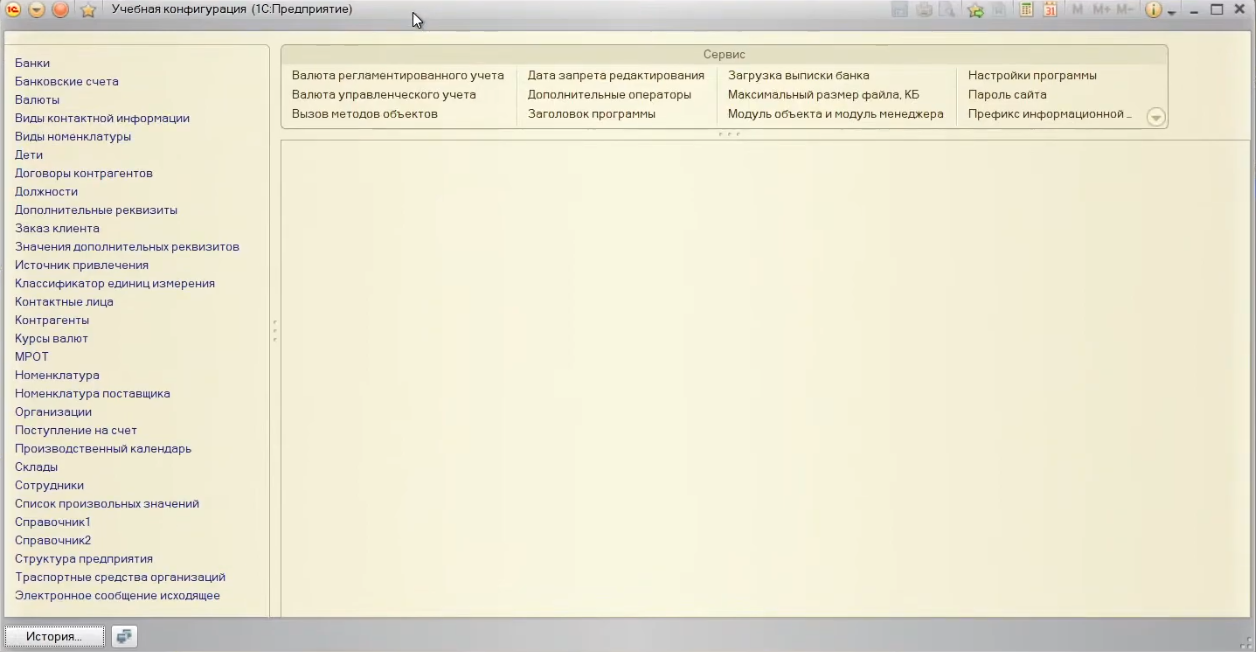 Учебная конфигурация (1С:Предприятие)
M M+ M-
31
Банки
Банковские счета
Валюты
Виды контактной информации
Виды номенклатуры
Дети
Договоры контрагентов
Должности
Дополнительные реквизиты
Заказ клиента
Значения дополнительных реквизитов
Источник привлечения
Классификатор единиц измерения
Контактные лица
Контрагенты
Курсы валют
МРОТ
Номенклатура
Номенклатура поставщика
Организации
Поступление на счет
Производственный календарь
Склады
Сотрудники
Список произвольных значений
Справочник1
Справочник2
Структура предприятия
Траспортные средства организаций
Электронное сообщение исходящее
Сервис
Валюта регламентированного учета Дата запрета редактирования Загрузка выписки банка Настройки программы
Валюта управленческого учета Дополнительные операторы Максимальный размер файла, КБ Пароль сайта
Вызов методов объектов Заголовок программы Модуль объекта и модуль менеджера Префикс информационной ...
История...